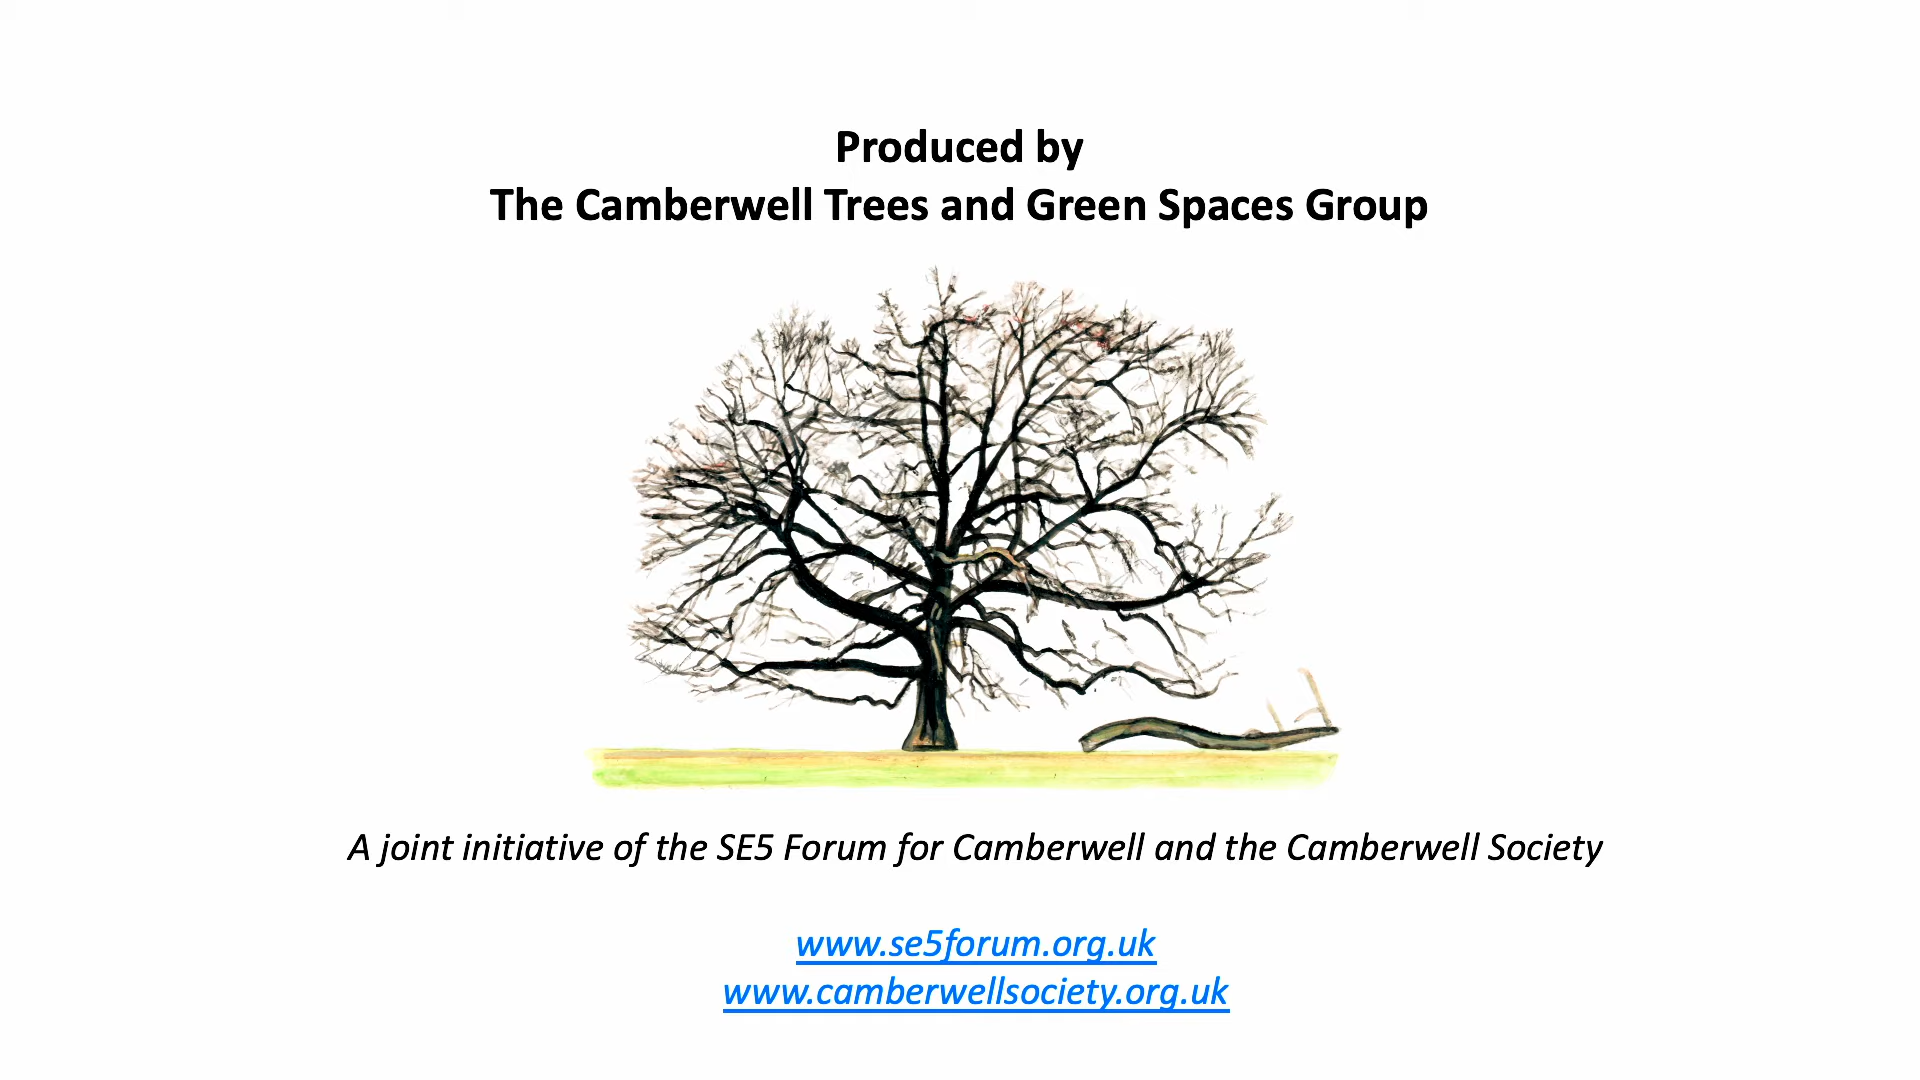 Produced by
The Camberwell Trees and Green Spaces Group
A joint initiative of the SE5 Forum for Camberwell and the Camberwell Society
www.se5forum.org.uk
www.camberwellsociety.org.uk